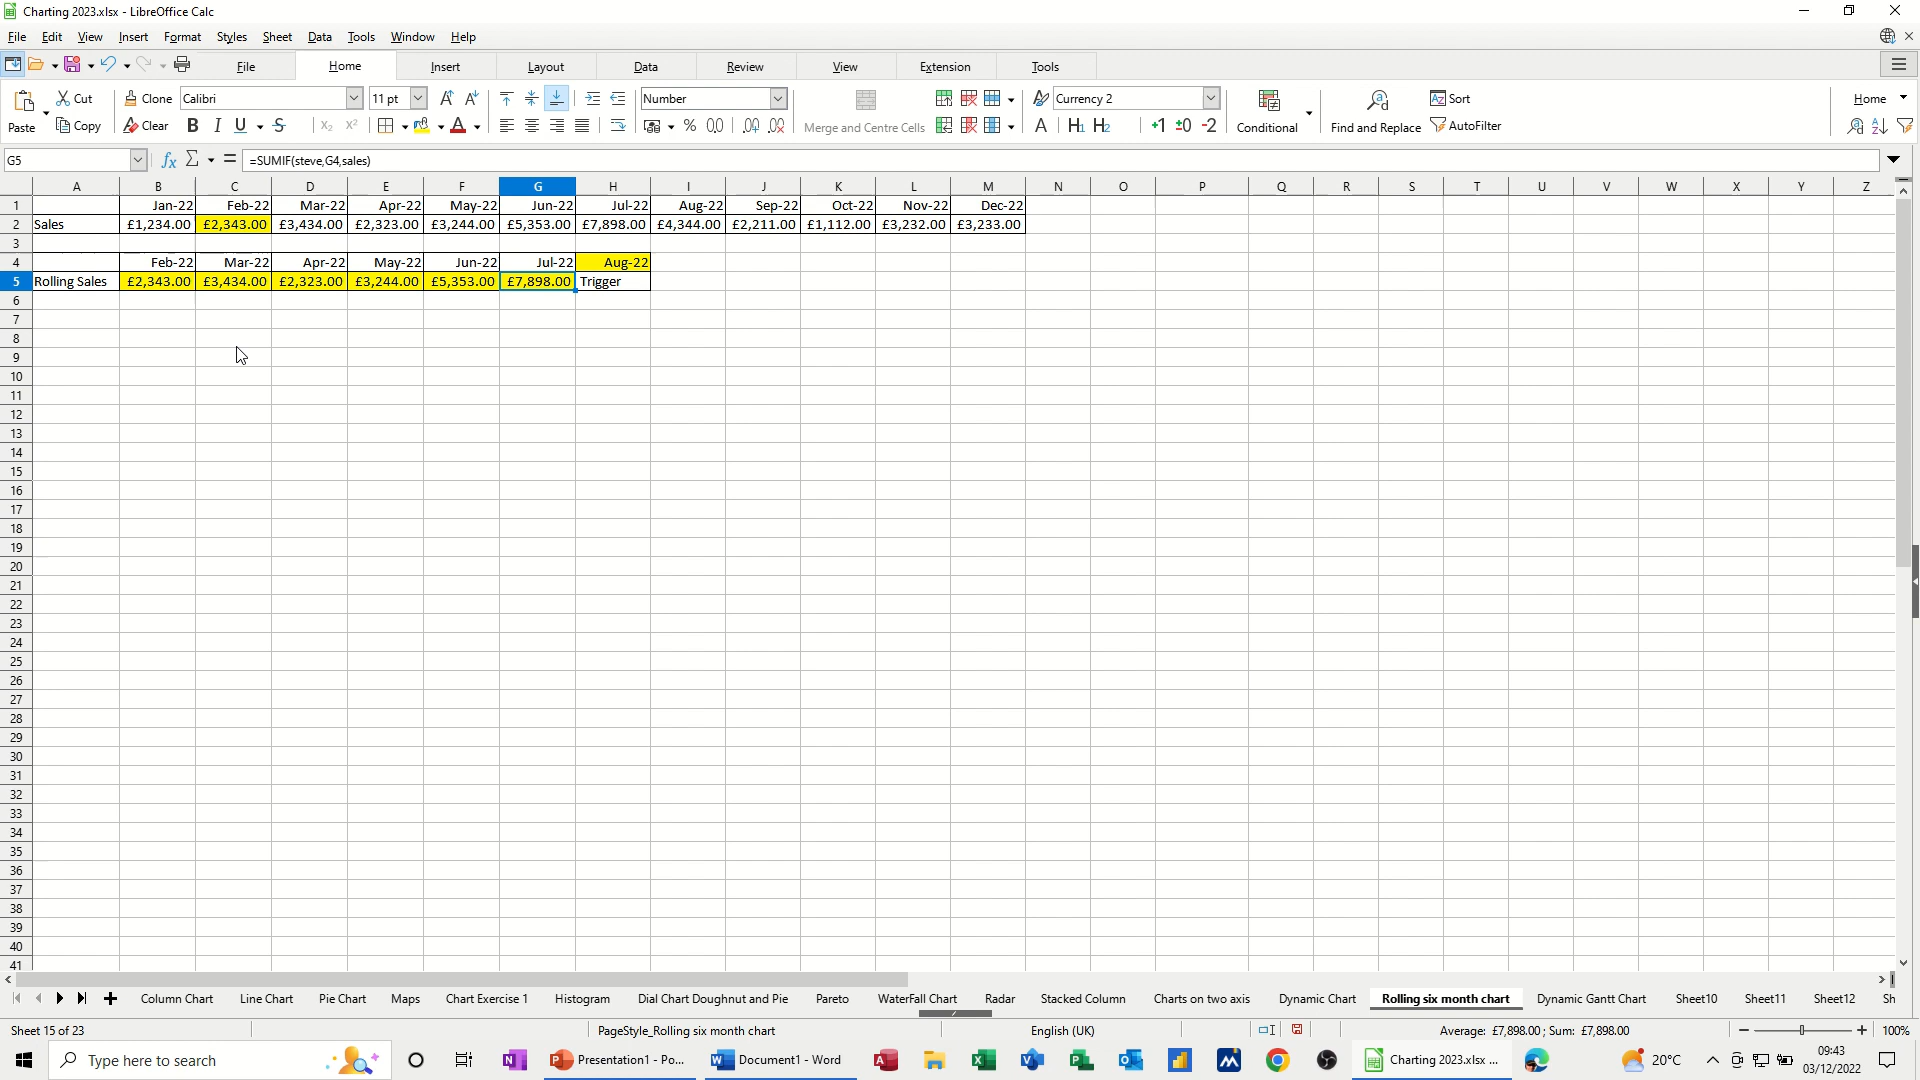 Charting 2023.xlsx - LibreOffice Calc
File Edit View Insert Format Styles Sheet Data Tools Window Help
File Home Insert Layout Data Review View Extension Tools
Paste Cut Copy Clone Clear Calibri 11 pt Number Merge and Centre Cells Currency 2 Conditional Find and Replace Sort AutoFilter Home
G5 =SUMIF(steve,G4,sales)
A B C D E F G H I J K L M N O P Q R S T U V W X Y Z
1 Jan-22 Feb-22 Mar-22 Apr-22 May-22 Jun-22 Jul-22 Aug-22 Sep-22 Oct-22 Nov-22 Dec-22
2 Sales £1,234.00 £2,343.00 £3,434.00 £2,323.00 £3,244.00 £5,353.00 £7,898.00 £4,344.00 £2,211.00 £1,112.00 £3,232.00 £3,233.00
3
4 Feb-22 Mar-22 Apr-22 May-22 Jun-22 Jul-22 Aug-22
5 Rolling Sales £2,343.00 £3,434.00 £2,323.00 £3,244.00 £5,353.00 £7,898.00 Trigger
6
7
8
9
10
11
12
13
14
15
16
17
18
19
20
21
22
23
24
25
26
27
28
29
30
31
32
33
34
35
36
37
38
39
40
41
Column Chart Line Chart Pie Chart Maps Chart Exercise 1 Histogram Dial Chart Doughnut and Pie Pareto WaterFall Chart Radar Stacked Column Charts on two axis Dynamic Chart Rolling six month chart Dynamic Gantt Chart Sheet10 Sheet11 Sheet12 Sh
Sheet 15 of 23 PageStyle_Rolling six month chart English (UK) Average: £7,898.00; Sum: £7,898.00 100%
Type here to search Presentation1 - Po... Document1 - Word Charting 2023.xlsx ... 20°C 09:43
03/12/2022